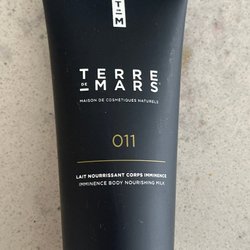 T
M
TERRE
DE MARS®
MAISON DE COSMÉTIQUES NATURELS
011
LAIT NOURRISSANT CORPS IMMINENCE
IMMINENCE BODY NOURISHING MILK